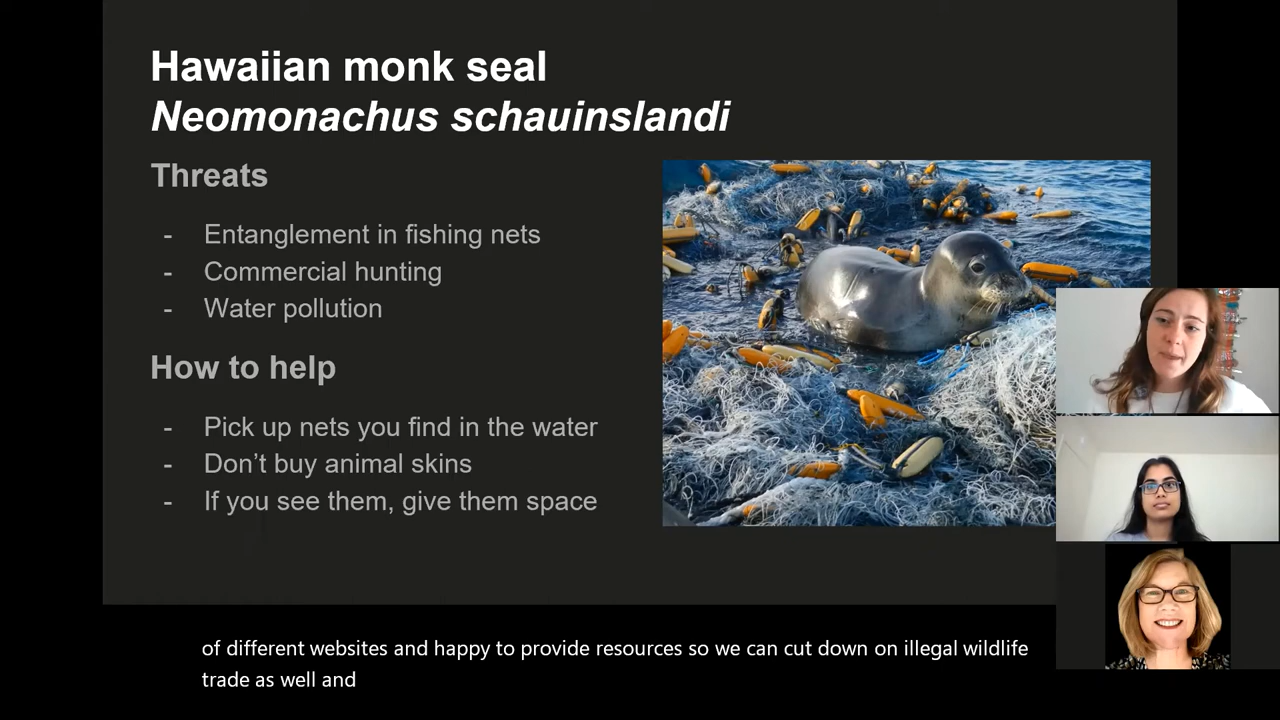 Hawaiian monk seal
Neomonachus schauinslandi
Threats
- Entanglement in fishing nets
- Commercial hunting
- Water pollution
How to help
- Pick up nets you find in the water
- Don’t buy animal skins
- If you see them, give them space
of different websites and happy to provide resources so we can cut down on illegal wildlife
trade as well and